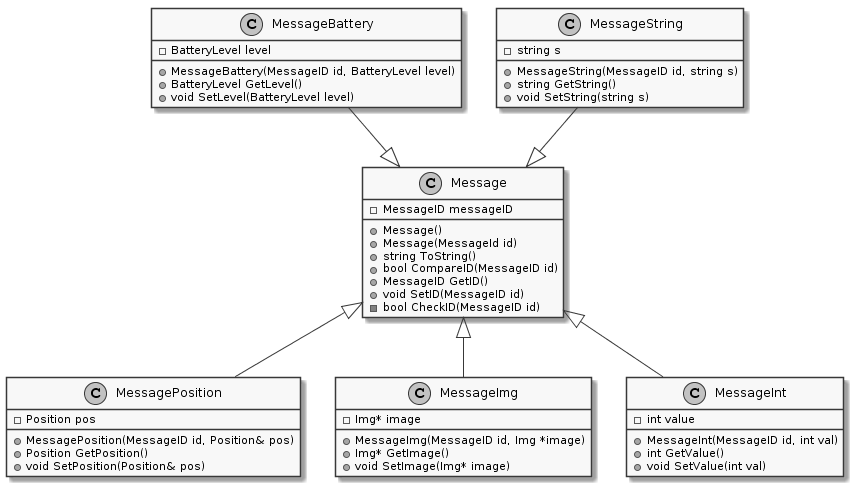 C MessageBattery
BatteryLevel level
MessageBattery(MessageID id, BatteryLevel level)
BatteryLevel GetLevel()
void SetLevel(BatteryLevel level)
C MessageString
string s
MessageString(MessageID id, string s)
string GetString()
void SetString(string s)
C Message
MessageID messageID
Message()
Message(MessageId id)
string ToString()
bool CompareID(MessageID id)
MessageID GetID()
void SetID(MessageID id)
bool CheckID(MessageID id)
C MessagePosition
Position pos
MessagePosition(MessageID id, Position& pos)
Position GetPosition()
void SetPosition(Position& pos)
C MessageImg
Img* image
MessageImg(MessageID id, Img *image)
Img* GetImage()
void SetImage(Img* image)
C MessageInt
int value
MessageInt(MessageID id, int val)
int GetValue()
void SetValue(int val)